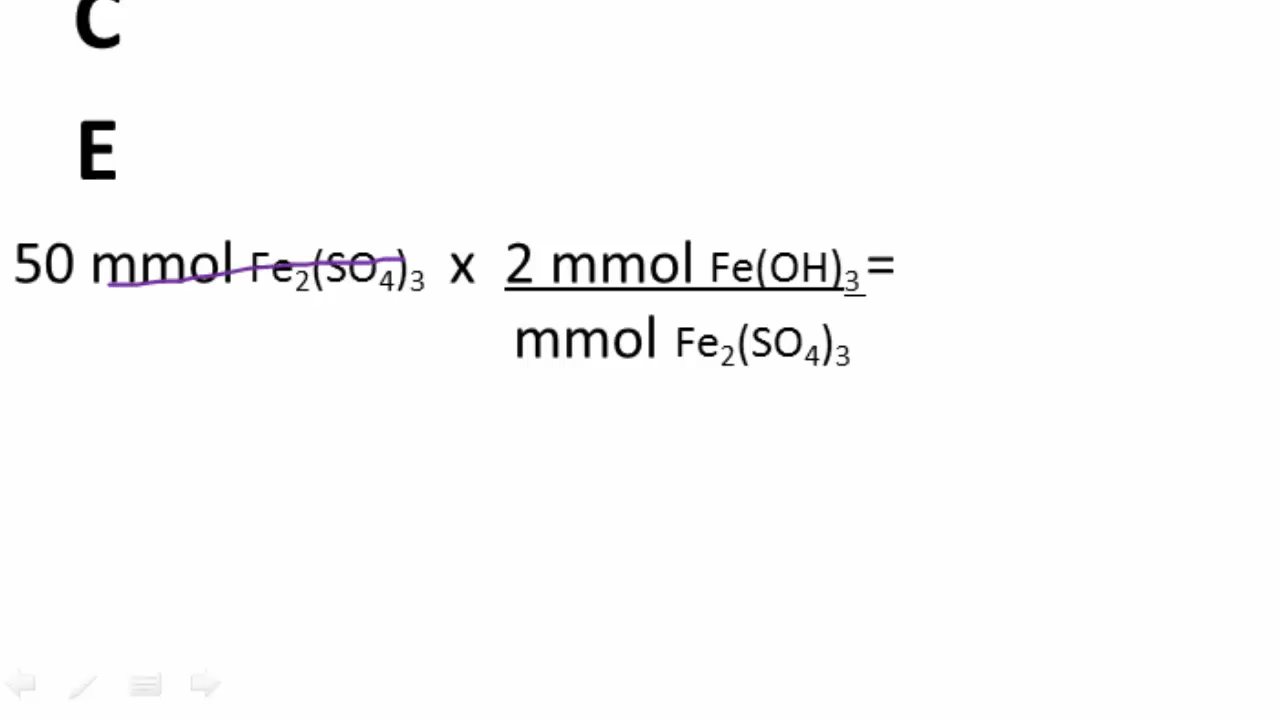 C
E
50 mmol Fe₂(SO₄)₃ x 2 mmol Fe(OH)₃=
mmol Fe₂(SO₄)₃